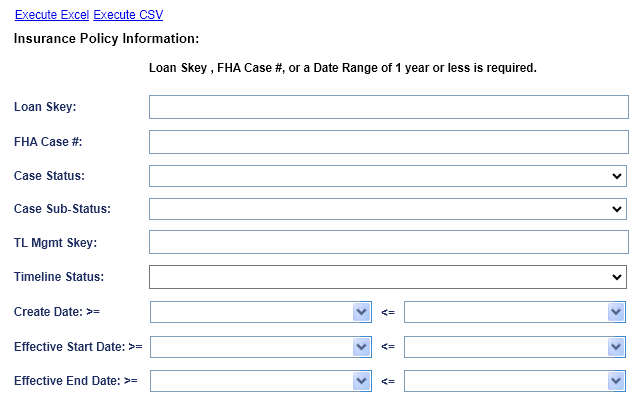 Execute Excel Execute CSV
Insurance Policy Information:
Loan Skey , FHA Case #, or a Date Range of 1 year or less is required.
Loan Skey:
FHA Case #:
Case Status:
Case Sub-Status:
TL Mgmt Skey:
Timeline Status:
Create Date: >= <=
Effective Start Date: >= <=
Effective End Date: >= <=